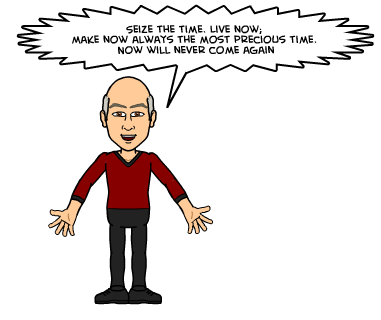 SEIZE THE TIME. LIVE NOW;
MAKE NOW ALWAYS THE MOST PRECIOUS TIME.
NOW WILL NEVER COME AGAIN